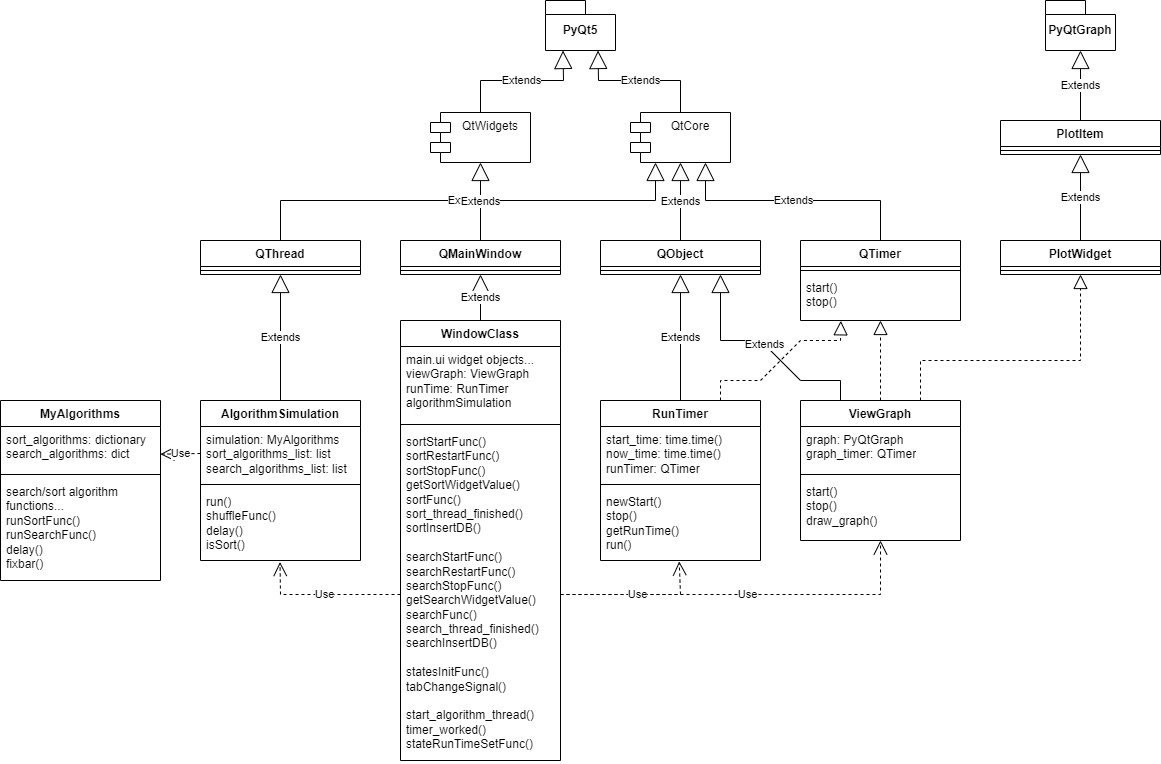 PyQt5
PyQtGraph
Extends
Extends
Extends
QtWidgets
QtCore
PlotItem
Extends
Extends
Extends
Extends
Extends
QThread
QMainWindow
QObject
QTimer
start()
stop()
PlotWidget
Extends
Extends
Extends
Extends
WindowClass
main.ui widget objects...
viewGraph: ViewGraph
runTime: RunTimer
algorithmSimulation
sortStartFunc()
sortRestartFunc()
sortStopFunc()
getSortWidgetValue()
sortFunc()
sort_thread_finished()
sortInsertDB()
searchStartFunc()
searchRestartFunc()
searchStopFunc()
getSearchWidgetValue()
searchFunc()
search_thread_finished()
searchInsertDB()
statesInitFunc()
tabChangeSignal()
start_algorithm_thread()
timer_worked()
stateRunTimeSetFunc()
MyAlgorithms
sort_algorithms: dictionary
search_algorithms: dict
search/sort algorithm
functions...
runSortFunc()
runSearchFunc()
delay()
fixbar()
Use
AlgorithmSimulation
simulation: MyAlgorithms
sort_algorithms_list: list
search_algorithms_list: list
run()
shuffleFunc()
delay()
isSort()
RunTimer
start_time: time.time()
now_time: time.time()
runTimer: QTimer
newStart()
stop()
getRunTime()
run()
ViewGraph
graph: PyQtGraph
graph_timer: QTimer
start()
stop()
draw_graph()
Use
Use
Use